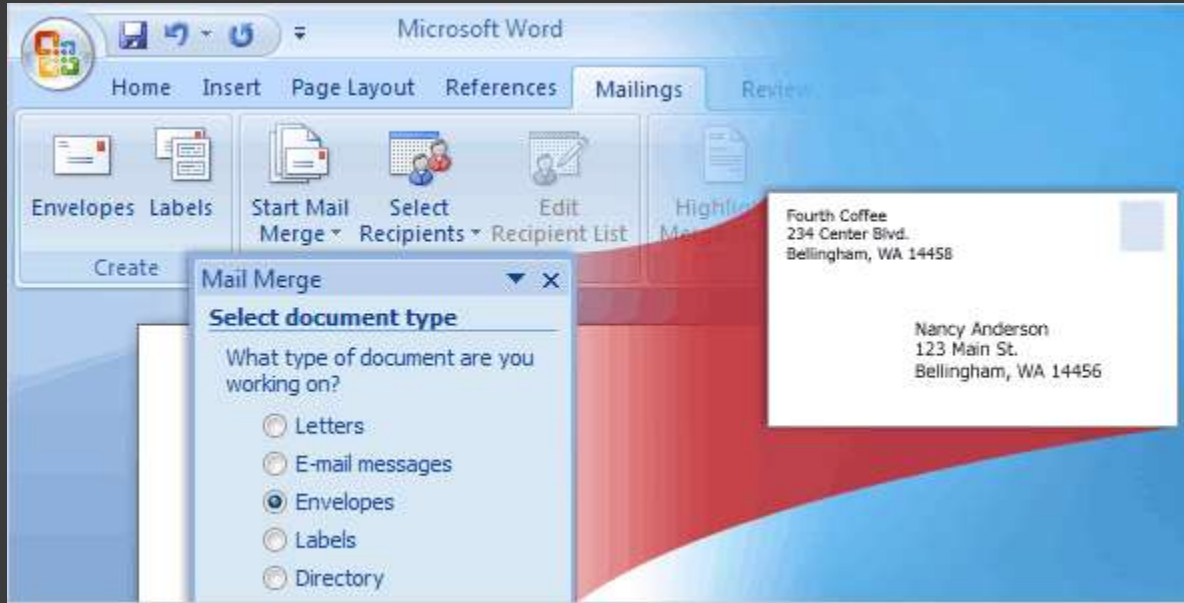 Microsoft Word
Home Insert Page Layout References Mailings Review
Envelopes Labels Start Mail Merge Select Recipients Edit Recipient List
Create
Mail Merge
Select document type
What type of document are you
working on?
Letters
E-mail messages
Envelopes
Labels
Directory
Fourth Coffee
234 Center Blvd.
Bellingham, WA 14458
Nancy Anderson
123 Main St.
Bellingham, WA 14456